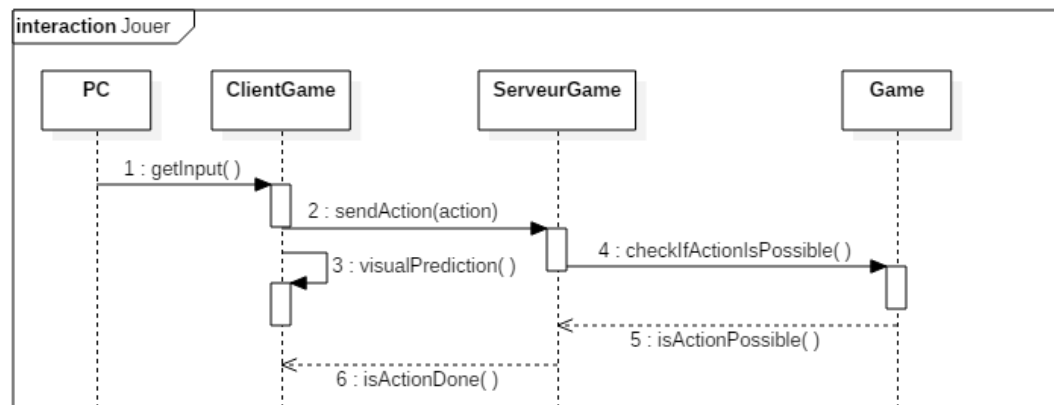 interaction Jouer
PC
ClientGame
ServeurGame
Game
1 : getInput( )
2 : sendAction(action)
3 : visualPrediction( )
4 : checkIfActionIsPossible( )
5 : isActionPossible( )
6 : isActionDone( )